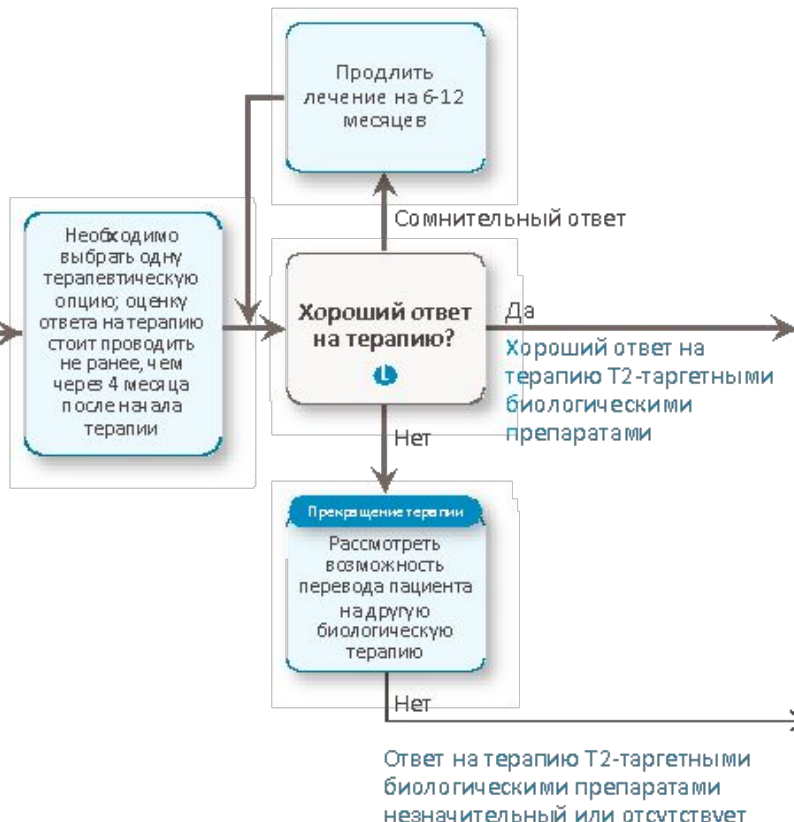 Продлить
лечение на 6-12
месяцев
Сомнительный ответ
Необходимо
выбрать одну
терапевтическую
опцию; оценку
ответа на терапию
стоит проводить
не ранее, чем
через 4 месяца
после начала
терапии
Хороший ответ
на терапию?
L
Да
Хороший ответ на
терапию Т2-таргетными
биологическими
препаратами
Нет
Прекращение терапии
Рассмотреть
возможность
перевода пациента
на другую
биологическую
терапию
Нет
Ответ на терапию Т2-таргетными
биологическими препаратами
незначительный или отсутствует